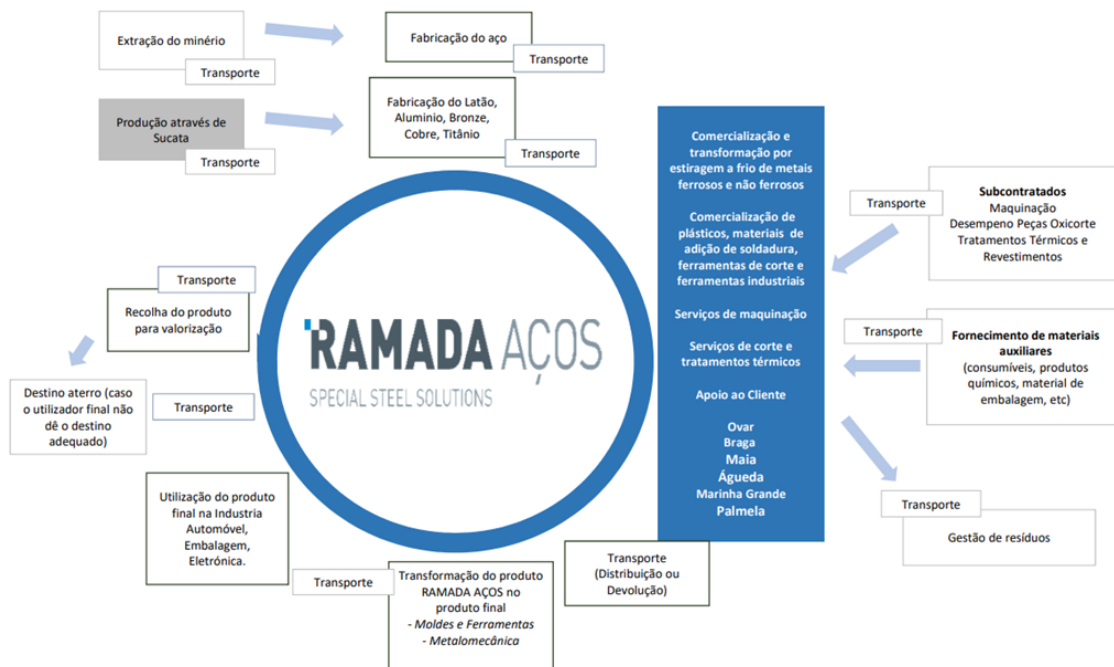 Extração do minério
Transporte
Fabricação do aço
Transporte
Produção através de
Sucata
Transporte
Fabricação do Latão,
Aluminio, Bronze,
Cobre, Titânio
Transporte
Comercialização e
transformação por
estiragem a frio de metais
ferrosos e não ferrosos
Comercialização de
plásticos, materiais de
adição de soldadura,
ferramentas de corte e
ferramentas industriais
Serviços de maquinação
Serviços de corte e
tratamentos térmicos
Apoio ao Cliente
Ovar
Braga
Maia
Águeda
Marinha Grande
Palmela
Transporte
Subcontratados
Maquinação
Desempeno Peças Oxicorte
Tratamentos Térmicos e
Revestimentos
Transporte
Fornecimento de materiais
auxiliares
(consumíveis, produtos
químicos, material de
embalagem, etc)
Transporte
Gestão de resíduos
Transporte
(Distribuição ou
Devolução)
Transformação do produto
RAMADA AÇOS no
produto final
- Moldes e Ferramentas
- Metalomecânica
Transporte
Utilização do produto
final na Industria
Automóvel,
Embalagem,
Eletrónica.
Transporte
Destino aterro (caso
o utilizador final não
dê o destino
adequado)
Transporte
Recolha do produto
para valorização
RAMADA AÇOS
SPECIAL STEEL SOLUTIONS